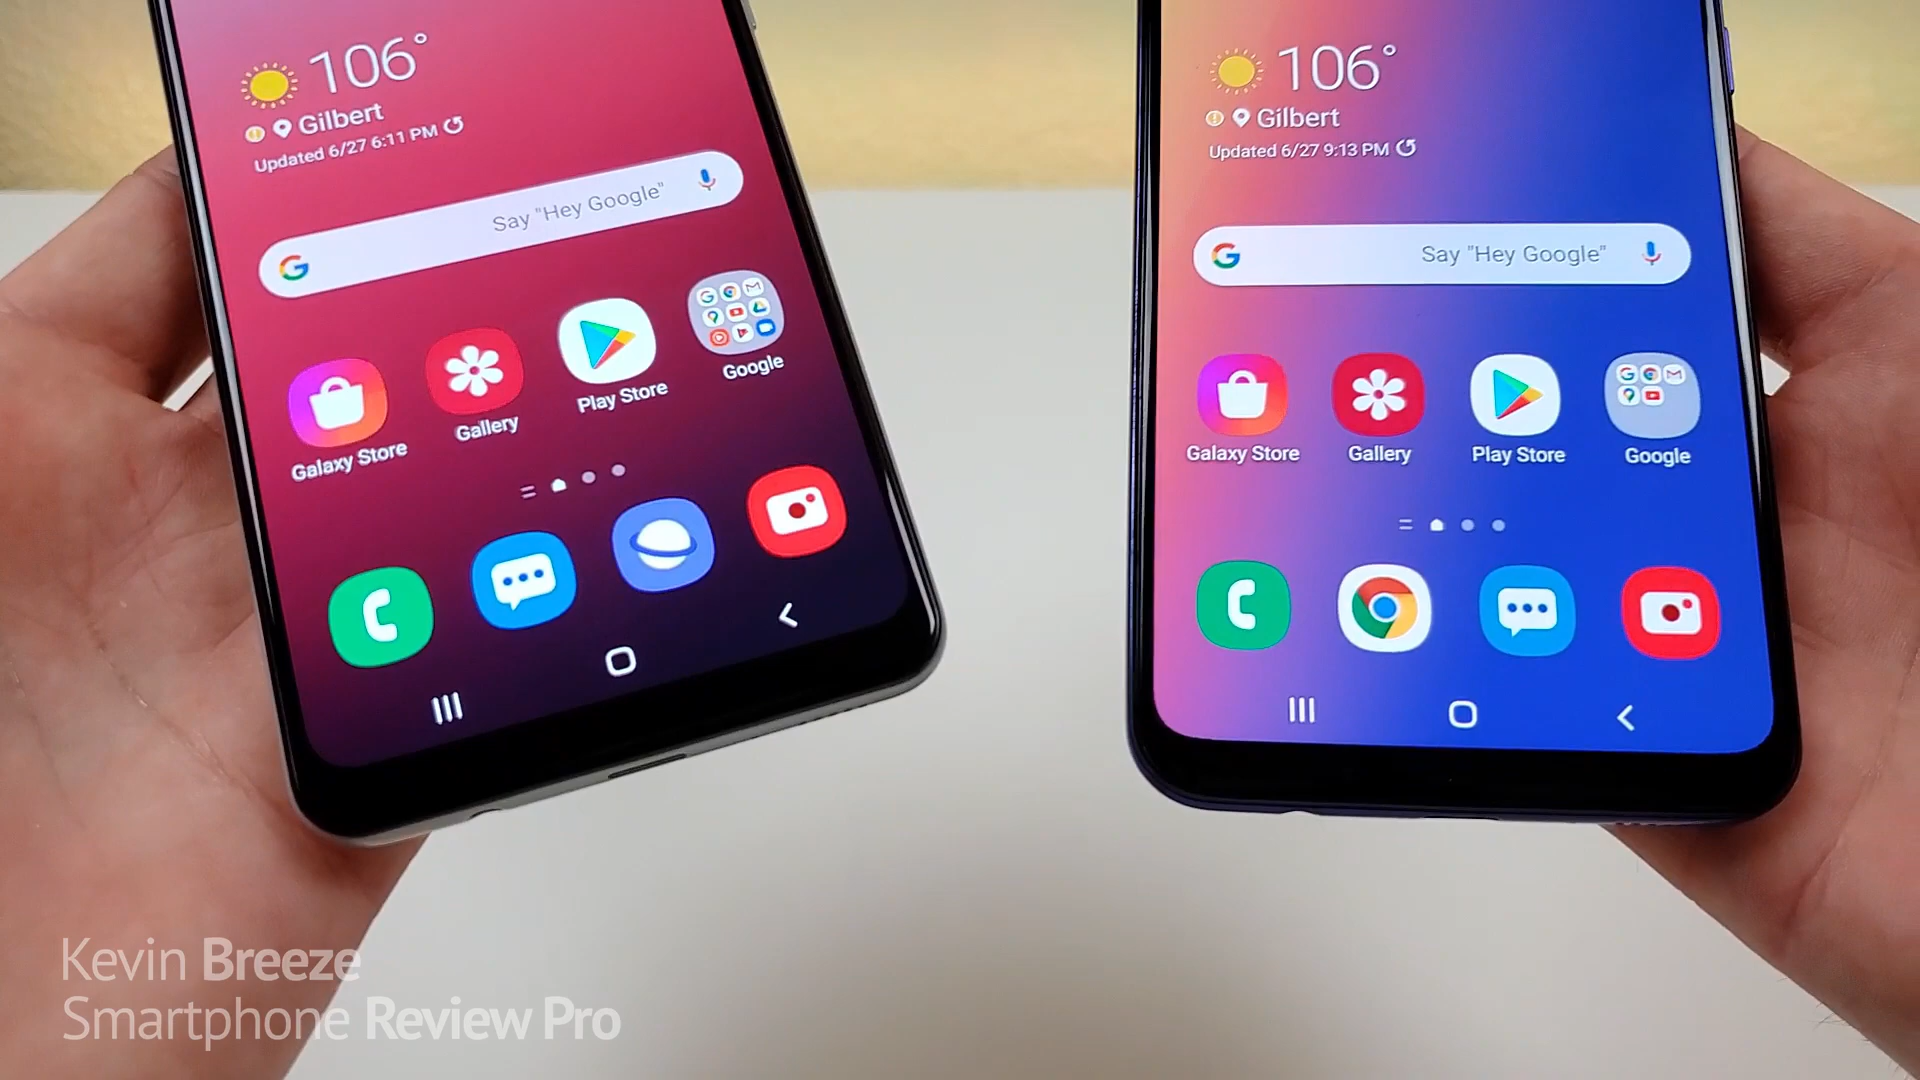 106°
Gilbert
Updated 6/27 6:11 PM
Say "Hey Google"
Galaxy Store
Gallery
Play Store
Google
106°
Gilbert
Updated 6/27 9:13 PM
Say "Hey Google"
Galaxy Store
Gallery
Play Store
Google
Kevin Breeze
Smartphone Review Pro